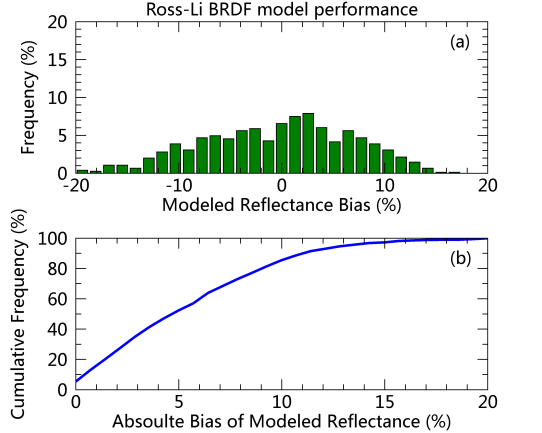 Ross-Li BRDF model performance
20
(a)
15
Frequency (%)
10
5
0
-20 -10 0 10 20
Modeled Reflectance Bias (%)
100
(b)
80
Cumulative Frequency (%)
60
40
20
0
0 5 10 15 20
Absoulte Bias of Modeled Reflectance (%)